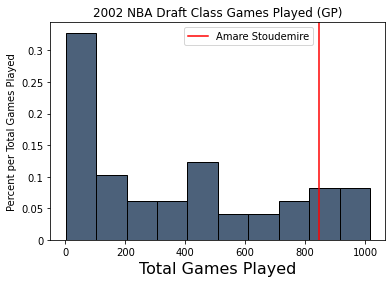 2002 NBA Draft Class Games Played (GP)
Amare Stoudemire
Percent per Total Games Played
0.3
0.25
0.2
0.15
0.1
0.05
0
0 200 400 600 800 1000
Total Games Played